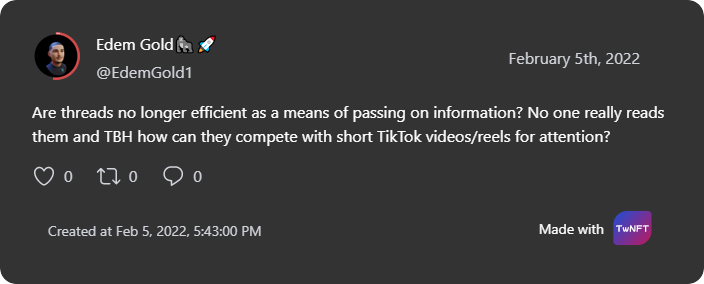 Edem Gold🦍🚀
@EdemGold1
February 5th, 2022
Are threads no longer efficient as a means of passing on information? No one really reads
them and TBH how can they compete with short TikTok videos/reels for attention?
0 0 0
Created at Feb 5, 2022, 5:43:00 PM
Made with TwNFT